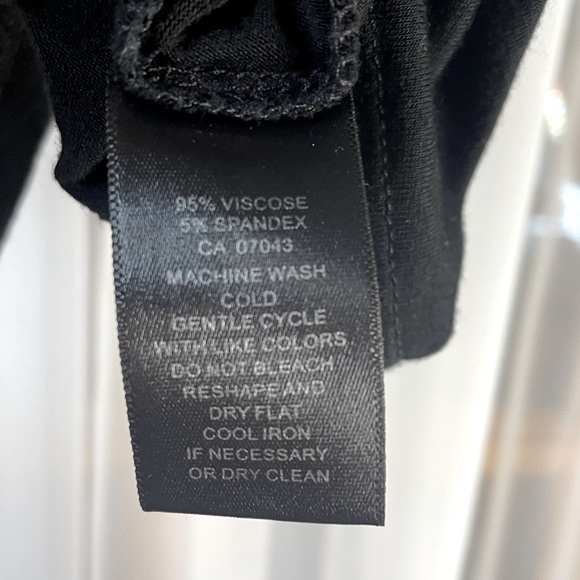 95% VISCOSE
5% SPANDEX
CA 07043
MACHINE WASH
COLD
GENTLE CYCLE
WITH LIKE COLORS
DO NOT BLEACH
RESHAPE AND
DRY FLAT
COOL IRON
IF NECESSARY
OR DRY CLEAN